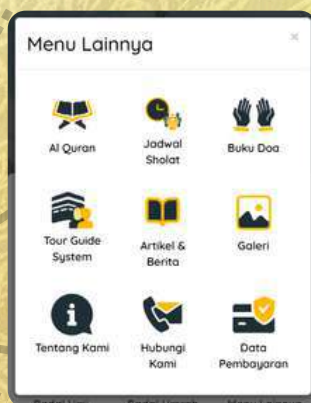 Menu Lainnya
×
Al Quran
Jadwal
Sholat
Buku Doa
Tour Guide
System
Artikel &
Berita
Galeri
Tentang Kami
Hubungi
Kami
Data
Pembayaran